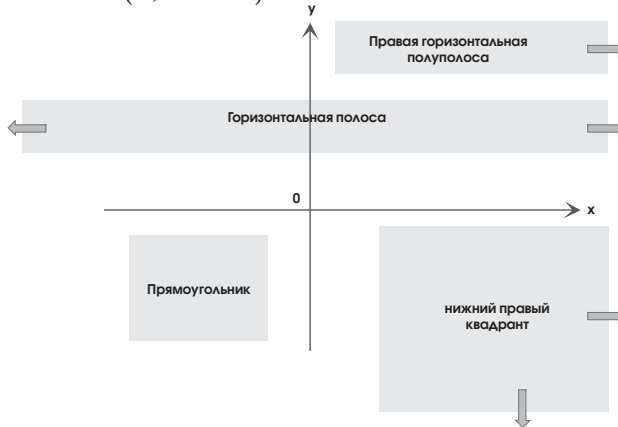 y
Правая горизонтальная
полуполоса
Горизонтальная полоса
0
x
Прямоугольник
нижний правый
квадрант